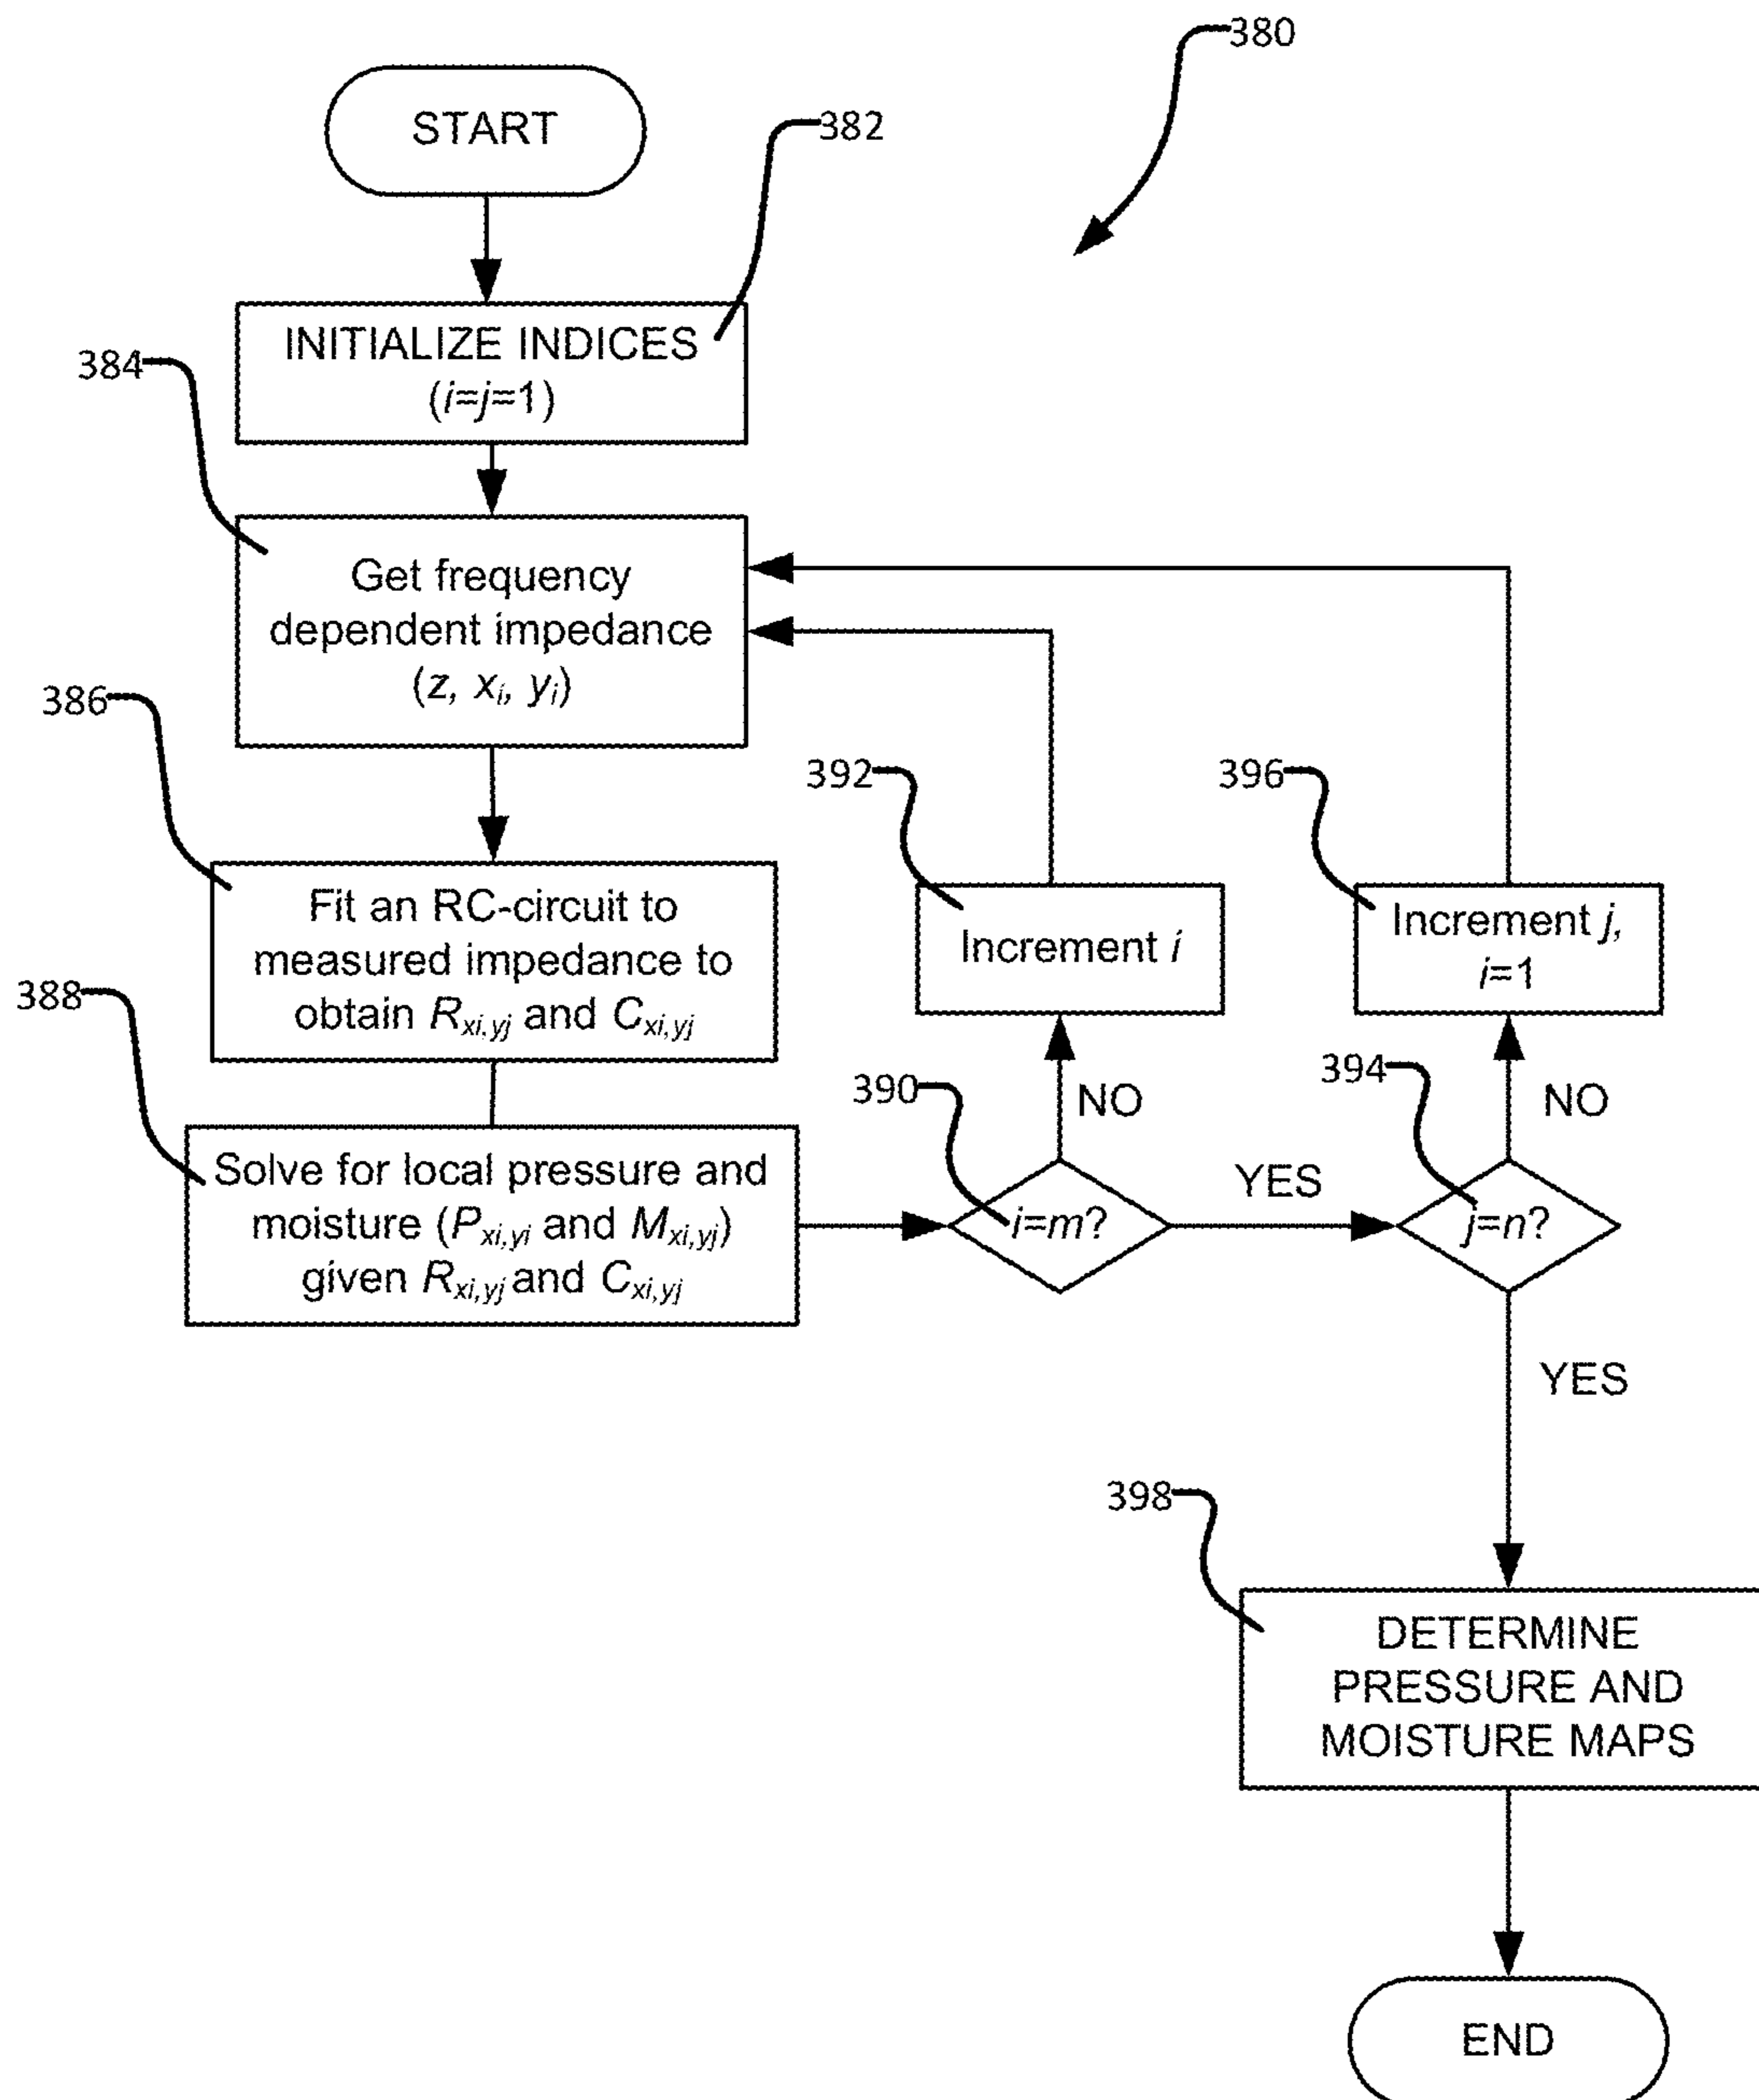 380
START
382
INITIALIZE INDICES
(i=j=1)
384
Get frequency
dependent impedance
(z, xi, yi)
386
Fit an RC-circuit to
measured impedance to
obtain Rxi,yj and Cxi,yj
388
Solve for local pressure and
moisture (Pxi,yi and Mxi,yj)
given Rxi,yj and Cxi,yj
392
Increment i
396
Increment j,
i=1
390
NO
i=m?
YES
394
NO
j=n?
YES
398
DETERMINE
PRESSURE AND
MOISTURE MAPS
END